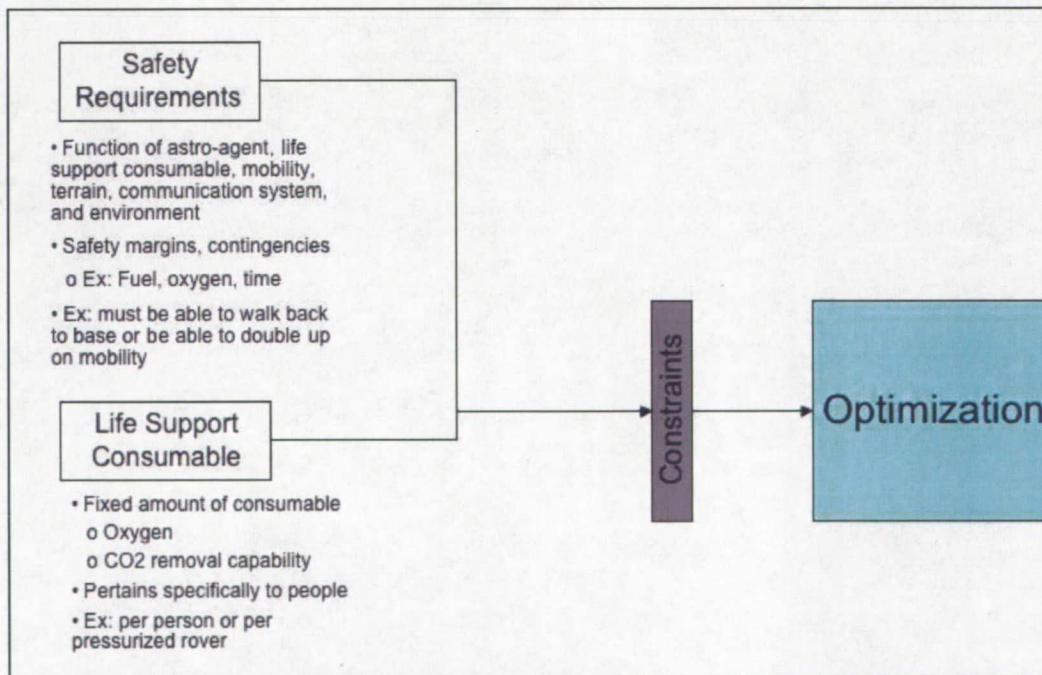 Safety
Requirements
• Function of astro-agent, life
support consumable, mobility,
terrain, communication system,
and environment
• Safety margins, contingencies
o Ex: Fuel, oxygen, time
• Ex: must be able to walk back
to base or be able to double up
on mobility
Life Support
Consumable
• Fixed amount of consumable
o Oxygen
o CO2 removal capability
• Pertains specifically to people
• Ex: per person or per
pressurized rover
Constraints
Optimization